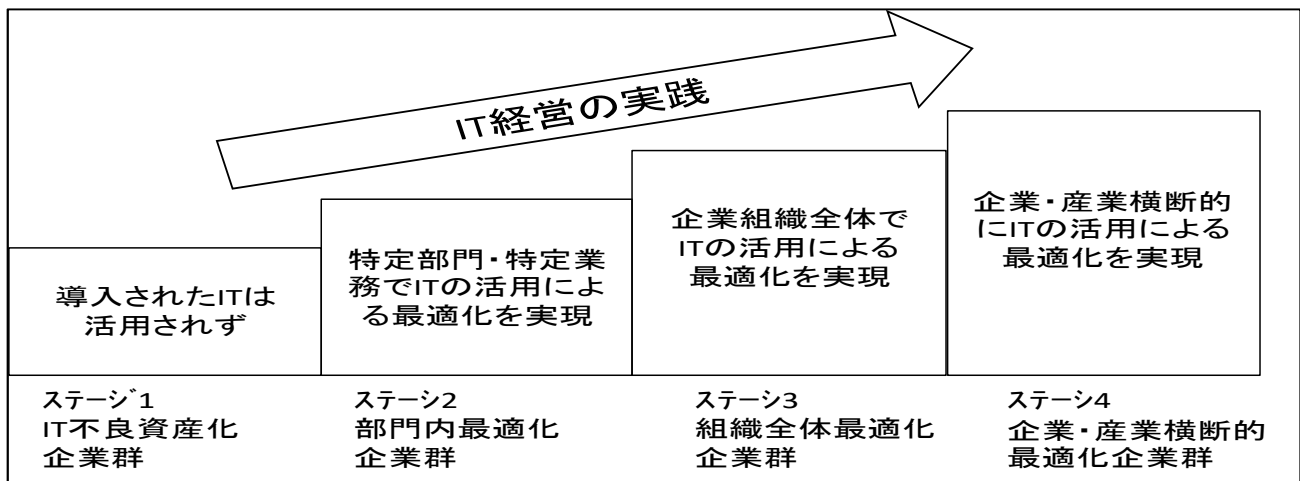 IT経営の実践
導入されたITは
活用されず
特定部門・特定業
務でITの活用によ
る最適化を実現
企業組織全体で
ITの活用による
最適化を実現
企業・産業横断的
にITの活用による
最適化を実現
ステージ1
IT不良資産化
企業群
ステーシ2
部門内最適化
企業群
ステーシ3
組織全体最適化
企業群
ステーシ4
企業・産業横断的
最適化企業群